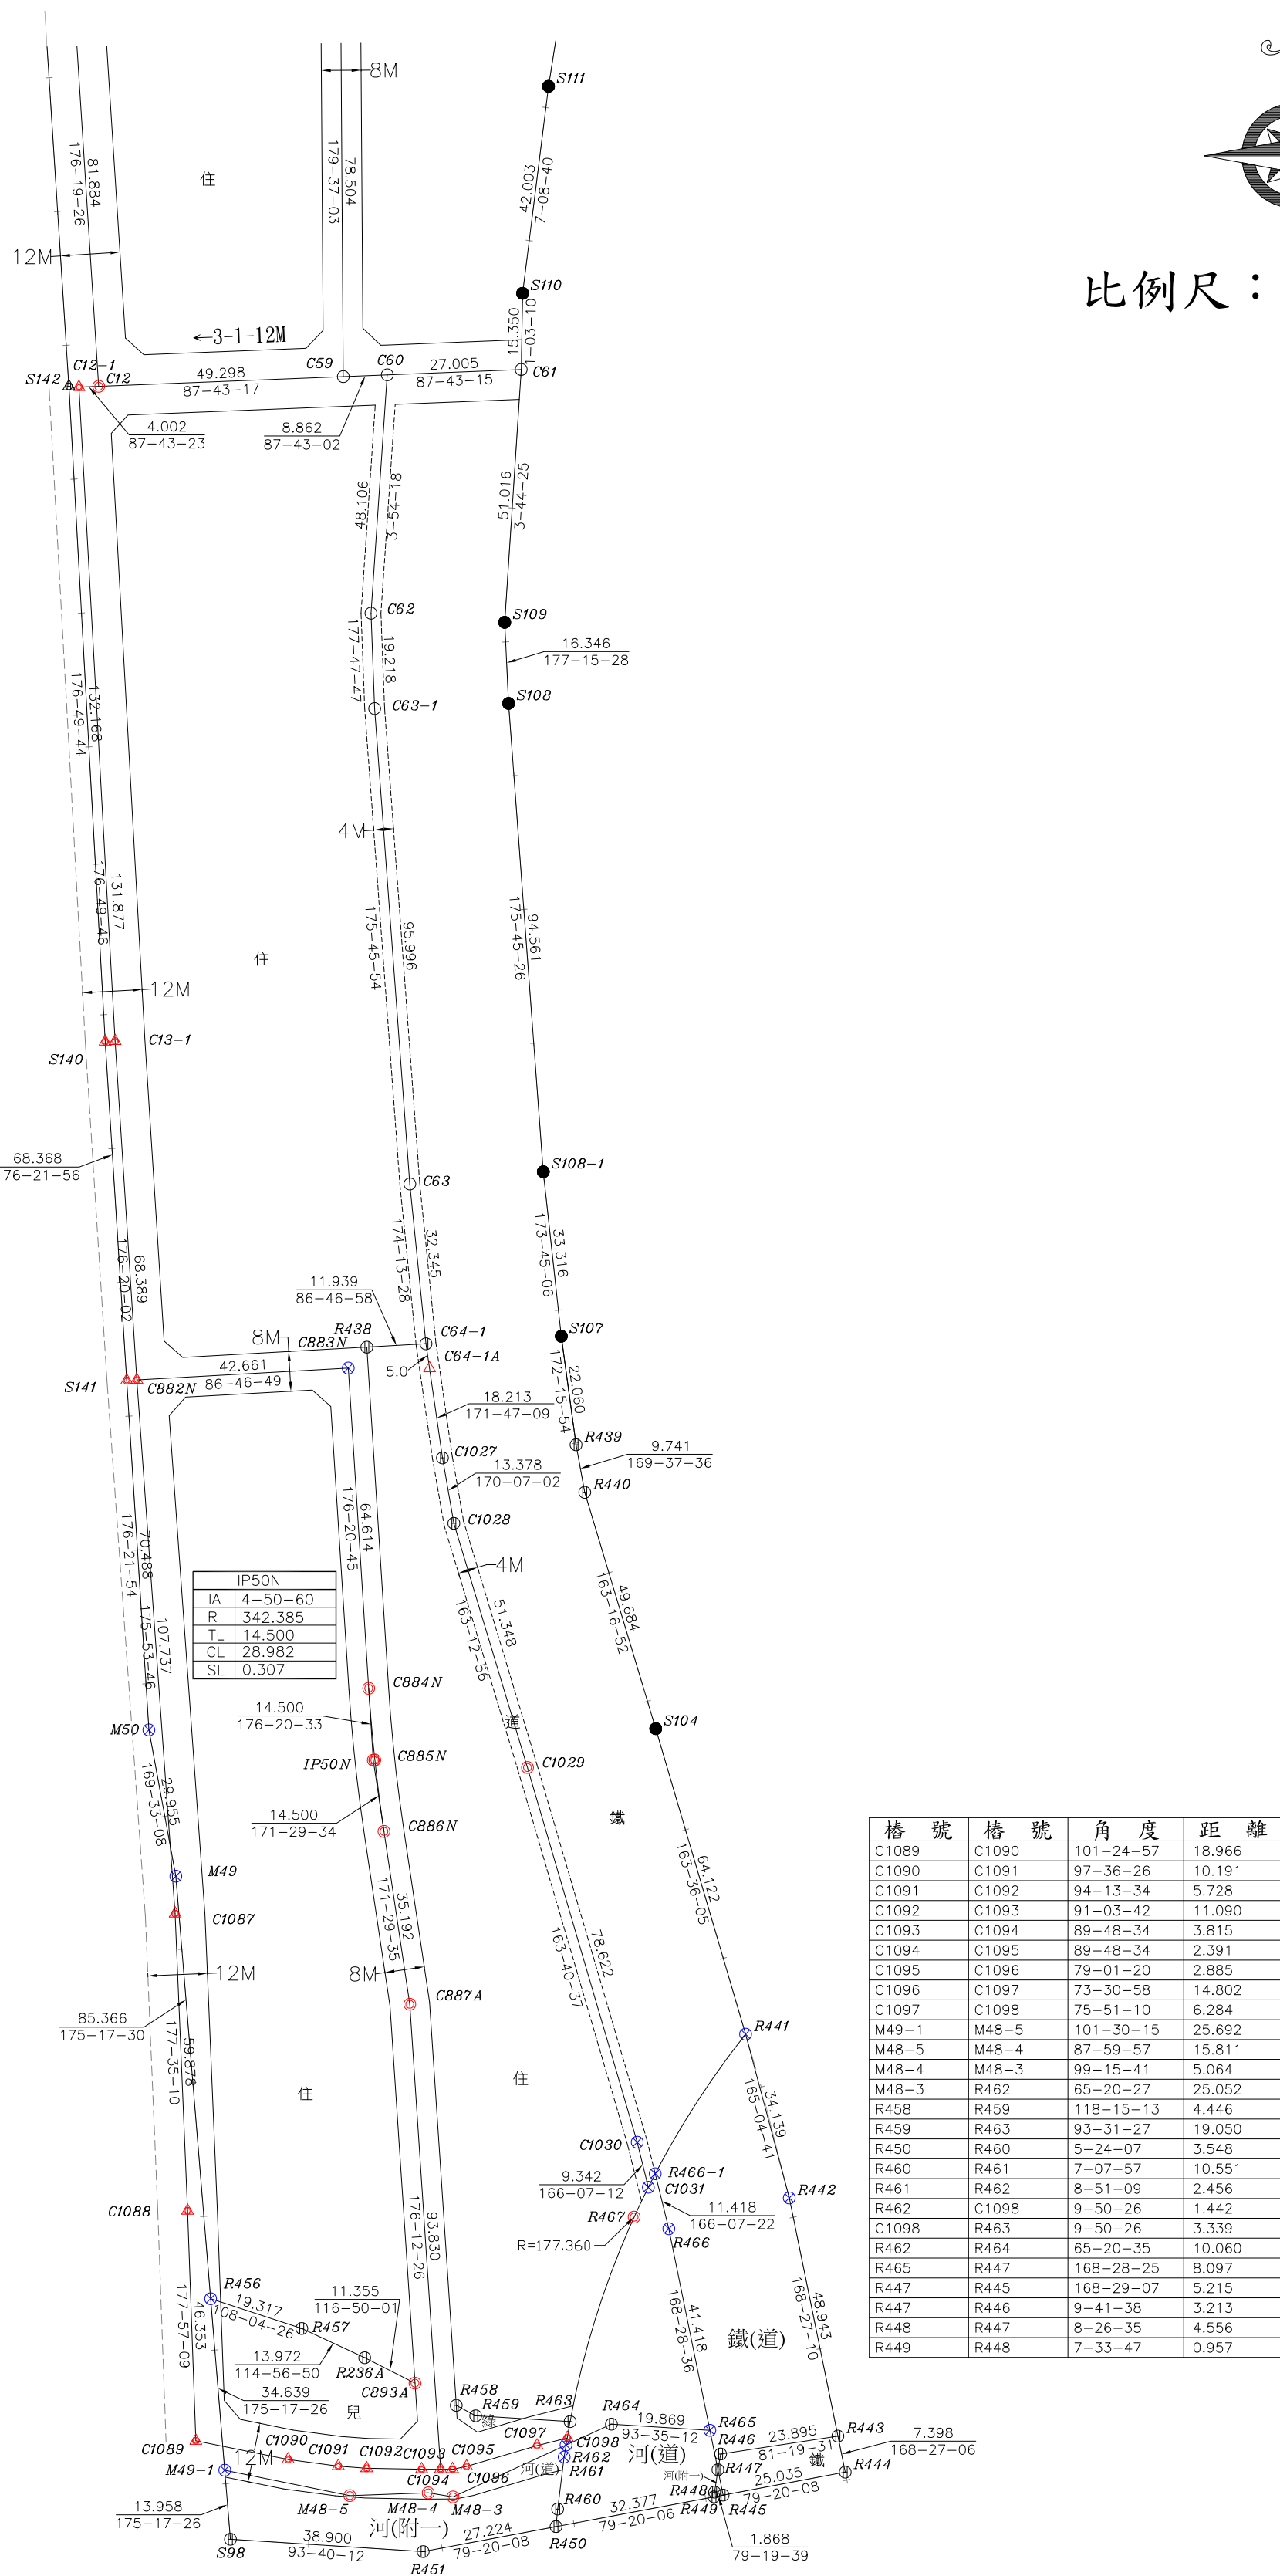 S111
8M
81.884
176-19-26
78.504
179-37-03
住
42.003
7-08-40
12M
S110
比例尺：
←3-1-12M
15.350
1-03-10
S142
C12-1
C12
C59
C60
C61
49.298
87-43-17
27.005
87-43-15
4.002
87-43-23
8.862
87-43-02
48.106
3-54-18
51.016
3-44-25
C62
S109
177-47-47
19.218
16.346
177-15-28
176-49-44
132.168
C63-1
S108
4M
176-49-46
131.877
175-45-54
95.996
175-45-26
94.561
住
12M
S140
C13-1
68.368
76-21-56
S108-1
C63
176-20-02
68.389
174-13-28
32.345
173-45-06
33.316
11.939
86-46-58
8M
C883N
R438
C64-1
S107
C64-1A
5.0
S141
C882N
42.661
86-46-49
18.213
171-47-09
172-15-54
22.060
R439
9.741
169-37-36
C1027
13.378
170-07-02
R440
C1028
176-21-54
70.488
176-20-45
64.614
4M
163-16-52
49.684
175-53-46
107.737
163-12-56
51.348
IP50N
IA 4-50-60
R 342.385
TL 14.500
CL 28.982
SL 0.307
C884N
14.500
176-20-33
道
S104
M50
IP50N
C885N
C1029
169-33-08
29.955
14.500
171-29-34
C886N
鐵
M49
C1087
171-29-35
35.192
163-36-05
64.122
163-40-37
78.622
12M
8M
C887A
85.366
175-17-30
177-35-10
59.878
R441
住
住
165-04-41
34.139
C1030
9.342
166-07-12
R466-1
C1031
C1088
R467
11.418
166-07-22
R442
R=177.360
R466
176-12-26
93.830
R456
19.317
108-04-26
11.355
116-50-01
R457
13.972
114-56-50
R236A
C893A
177-57-09
46.353
34.639
175-17-26
168-28-36
41.418
168-27-10
48.943
鐵(道)
兒
R458
R459
綠
R463
R464
19.869
93-35-12
R465
R443
C1089
C1090
C1091
C1092
C1093
C1094
C1095
C1096
C1097
C1098
R462
R461
河(道)
河(道)
R446
23.895
81-19-31
7.398
168-27-06
鐵
R447
R444
12M
M49-1
M48-5
M48-4
M48-3
河(附一)
R448
R449
R445
25.035
79-20-08
13.958
175-17-26
河(附一)
R460
R450
32.377
79-20-06
1.868
79-19-39
S98
38.900
93-40-12
R451
27.224
79-20-08
樁號 樁號 角度 距離
C1089 C1090 101-24-57 18.966
C1090 C1091 97-36-26 10.191
C1091 C1092 94-13-34 5.728
C1092 C1093 91-03-42 11.090
C1093 C1094 89-48-34 3.815
C1094 C1095 89-48-34 2.391
C1095 C1096 79-01-20 2.885
C1096 C1097 73-30-58 14.802
C1097 C1098 75-51-10 6.284
M49-1 M48-5 101-30-15 25.692
M48-5 M48-4 87-59-57 15.811
M48-4 M48-3 99-15-41 5.064
M48-3 R462 65-20-27 25.052
R458 R459 118-15-13 4.446
R459 R463 93-31-27 19.050
R450 R460 5-24-07 3.548
R460 R461 7-07-57 10.551
R461 R462 8-51-09 2.456
R462 C1098 9-50-26 1.442
C1098 R463 9-50-26 3.339
R462 R464 65-20-35 10.060
R465 R447 168-28-25 8.097
R447 R445 168-29-07 5.215
R447 R446 9-41-38 3.213
R448 R447 8-26-35 4.556
R449 R448 7-33-47 0.957